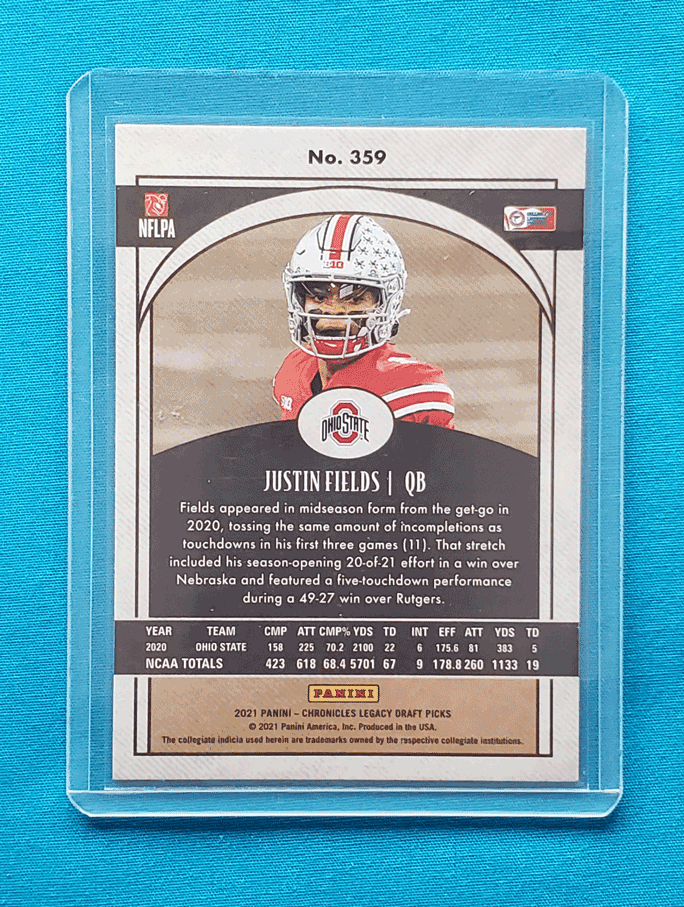 No. 359
NFLPA
OHIO STATE
JUSTIN FIELDS | QB
Fields appeared in midseason form from the get-go in
2020, tossing the same amount of incompletions as
touchdowns in his first three games (11). That stretch
included his season-opening 20-of-21 effort in a win over
Nebraska and featured a five-touchdown performance
during a 49-27 win over Rutgers.
YEAR TEAM CMP ATT CMP% YDS TD INT EFF ATT YDS TD
2020 OHIO STATE 158 225 70.2 2100 22 6 175.6 81 383 5
NCAA TOTALS 423 618 68.4 5701 67 9 178.8 260 1133 19
PANINI
2021 PANINI – CHRONICLES LEGACY DRAFT PICKS
© 2021 Panini America, Inc. Produced in the USA.
The collegiate indicia used herein are trademarks owned by the respective collegiate institutions.